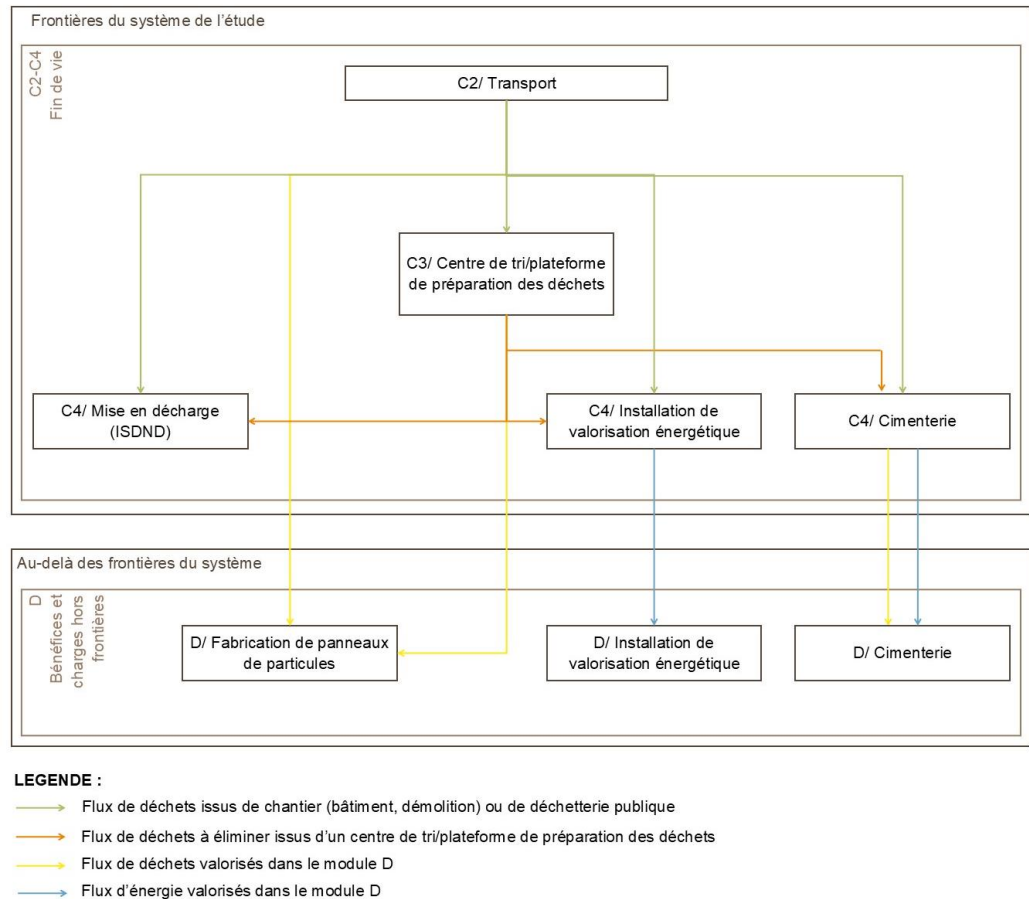 Frontières du système de l’étude
C2-C4
Fin de vie
C2/ Transport
C3/ Centre de tri/plateforme
de préparation des déchets
C4/ Mise en décharge
(ISDND)
C4/ Installation de
valorisation énergétique
C4/ Cimenterie
Au-delà des frontières du système
D
Bénéfices et
charges hors
frontières
D/ Fabrication de panneaux
de particules
D/ Installation de
valorisation énergétique
D/ Cimenterie
LEGENDE :
Flux de déchets issus de chantier (bâtiment, démolition) ou de déchetterie publique
Flux de déchets à éliminer issus d’un centre de tri/plateforme de préparation des déchets
Flux de déchets valorisés dans le module D
Flux d’énergie valorisés dans le module D